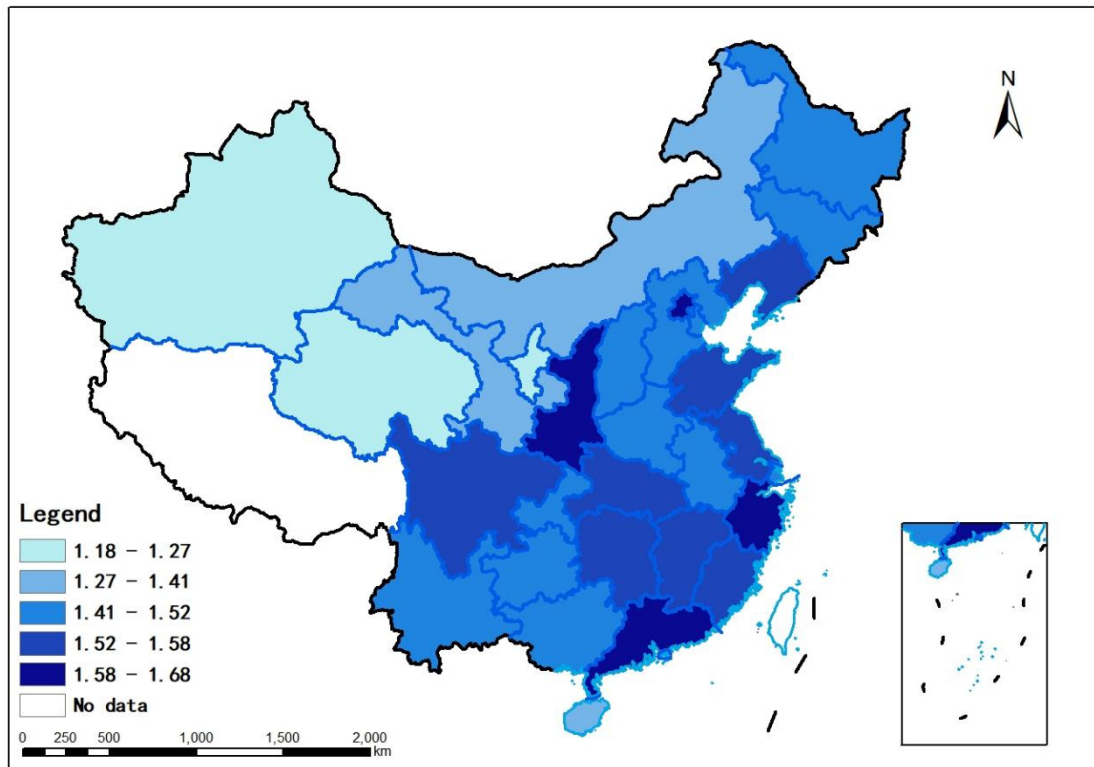 N
Legend
1.18 - 1.27
1.27 - 1.41
1.41 - 1.52
1.52 - 1.58
1.58 - 1.68
No data
0 250 500 1,000 1,500 2,000
km